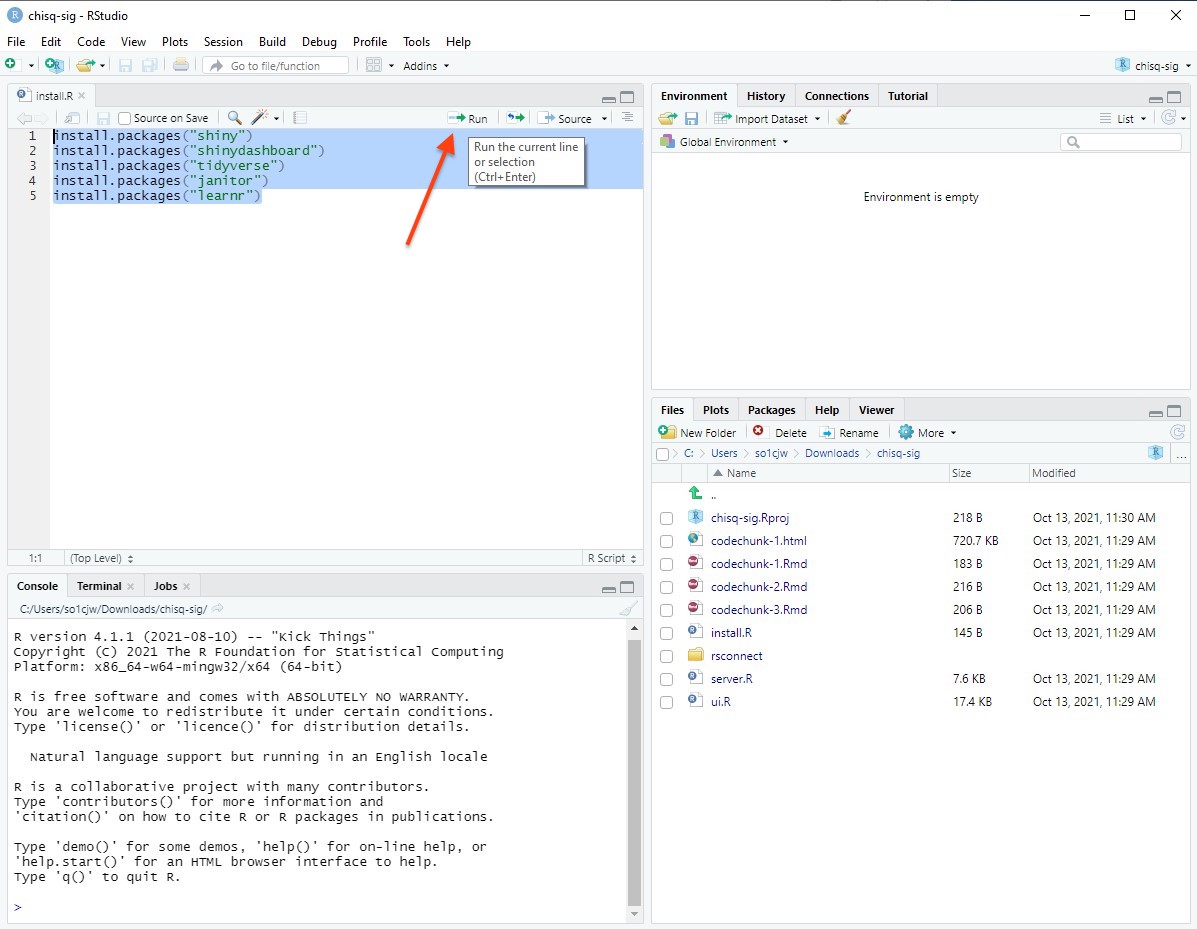 chisq-sig - RStudio
File Edit Code View Plots Session Build Debug Profile Tools Help
Go to file/function Addins chisq-sig
install.R
Source on Save Run Source
1 install.packages("shiny")
2 install.packages("shinydashboard")
3 install.packages("tidyverse")
4 install.packages("janitor")
5 install.packages("learnr")
Run the current line
or selection
(Ctrl+Enter)
1:1 (Top Level) R Script
Console Terminal Jobs
C:/Users/so1cjw/Downloads/chisq-sig/
R version 4.1.1 (2021-08-10) -- "Kick Things"
Copyright (C) 2021 The R Foundation for Statistical Computing
Platform: x86_64-w64-mingw32/x64 (64-bit)
R is free software and comes with ABSOLUTELY NO WARRANTY.
You are welcome to redistribute it under certain conditions.
Type 'license()' or 'licence()' for distribution details.
Natural language support but running in an English locale
R is a collaborative project with many contributors.
Type 'contributors()' for more information and
'citation()' on how to cite R or R packages in publications.
Type 'demo()' for some demos, 'help()' for on-line help, or
'help.start()' for an HTML browser interface to help.
Type 'q()' to quit R.
>
Environment History Connections Tutorial
Import Dataset List
Global Environment
Environment is empty
Files Plots Packages Help Viewer
New Folder Delete Rename More
C: Users so1cjw Downloads chisq-sig ...
Name Size Modified
..
chisq-sig.Rproj 218 B Oct 13, 2021, 11:30 AM
codechunk-1.html 720.7 KB Oct 13, 2021, 11:29 AM
codechunk-1.Rmd 183 B Oct 13, 2021, 11:29 AM
codechunk-2.Rmd 216 B Oct 13, 2021, 11:29 AM
codechunk-3.Rmd 206 B Oct 13, 2021, 11:29 AM
install.R 145 B Oct 13, 2021, 11:29 AM
rsconnect
server.R 7.6 KB Oct 13, 2021, 11:29 AM
ui.R 17.4 KB Oct 13, 2021, 11:29 AM